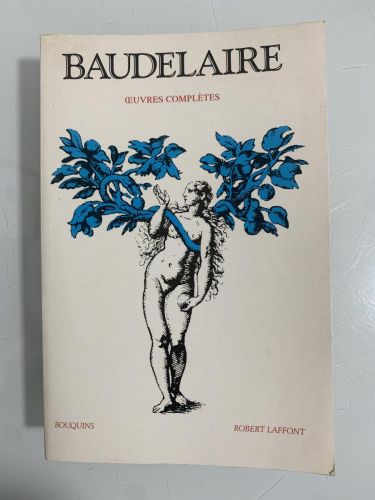 BAUDELAIRE
ŒUVRES COMPLÈTES
BOUQUINS
ROBERT LAFFONT